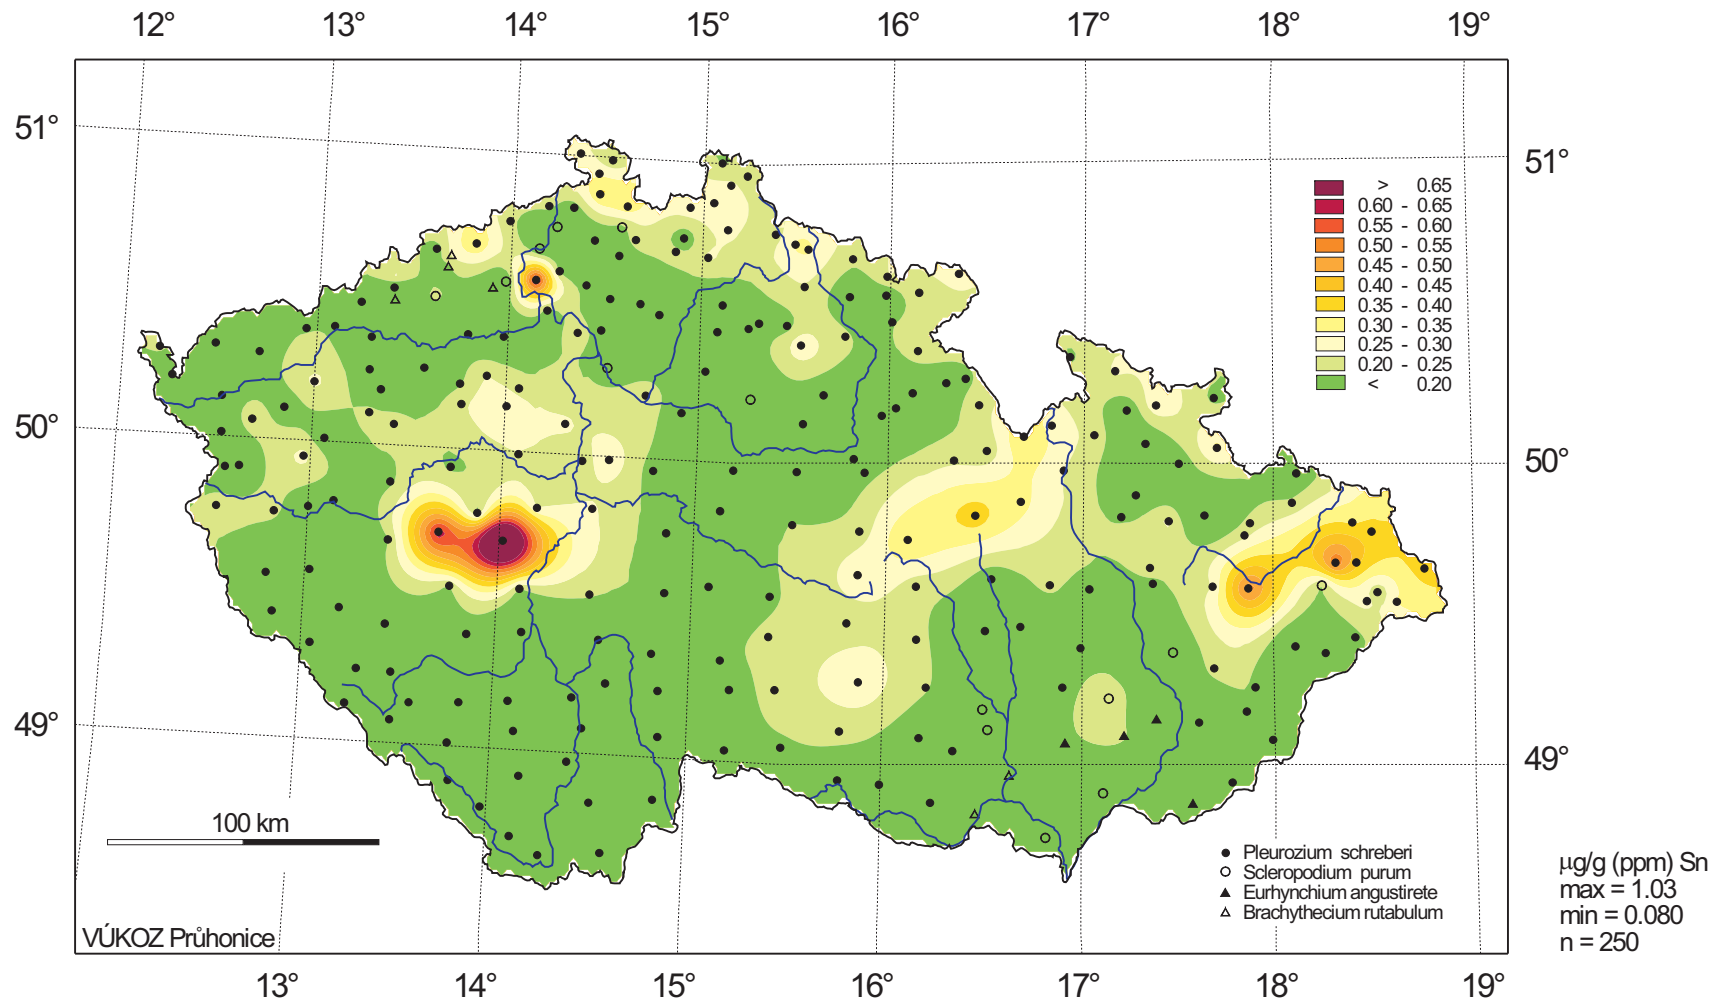 12° 13° 14° 15° 16° 17° 18° 19°
51°
51°
> 0.65
0.60 - 0.65
0.55 - 0.60
0.50 - 0.55
0.45 - 0.50
0.40 - 0.45
0.35 - 0.40
0.30 - 0.35
0.25 - 0.30
0.20 - 0.25
< 0.20
50°
50°
49°
49°
100 km
Pleurozium schreberi
Scleropodium purum
Eurhynchium angustirete
Brachythecium rutabulum
µg/g (ppm) Sn
max = 1.03
min = 0.080
n = 250
VÚKOZ Průhonice
13° 14° 15° 16° 17° 18° 19°